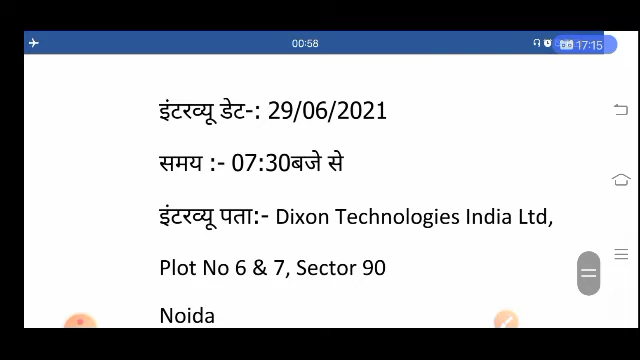 00:58
17:15
इंटरव्यू डेट-: 29/06/2021
समय :- 07:30बजे से
इंटरव्यू पता:- Dixon Technologies India Ltd,
Plot No 6 & 7, Sector 90
Noida